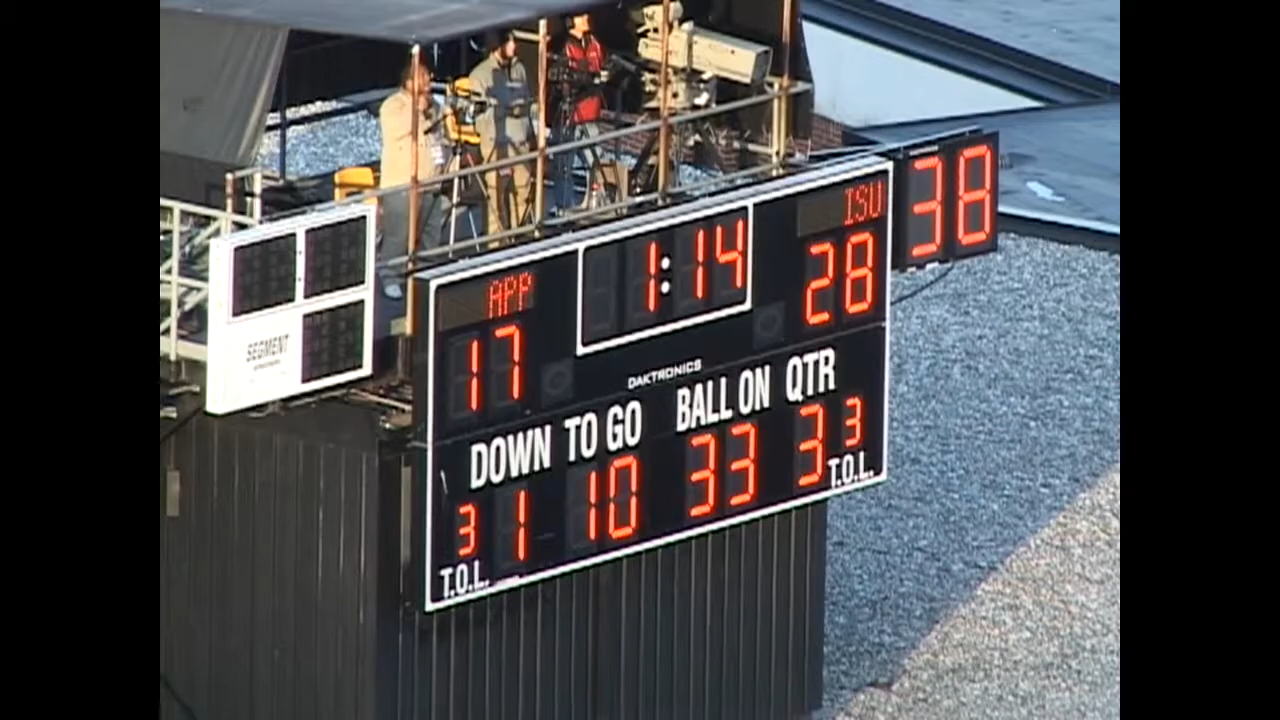 SEGMENT
APP 1:14 ISU 38
17 28
DAKTRONICS
DOWN TO GO BALL ON QTR
3 1 10 33 3 3
T.O.L. T.O.L.